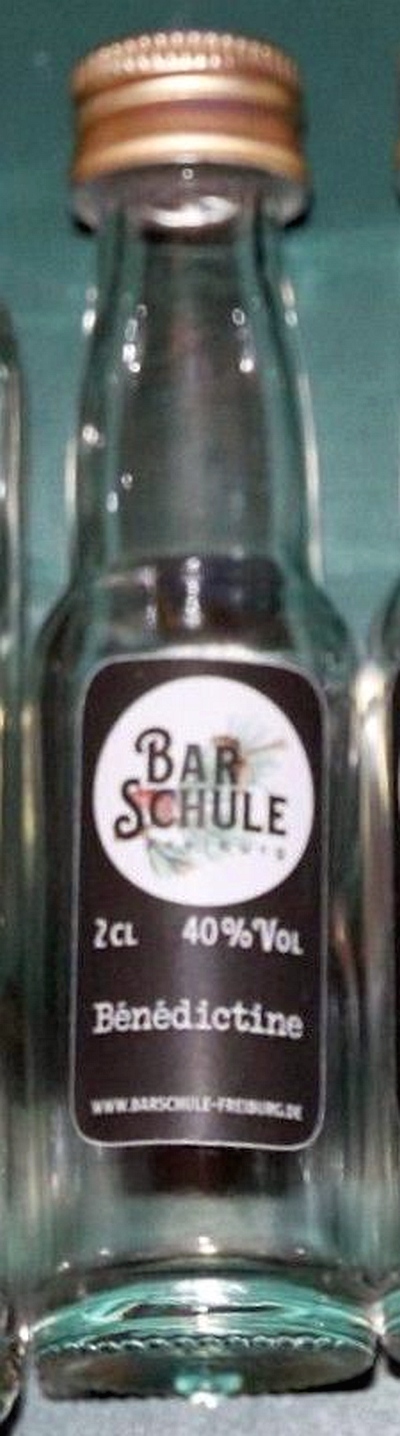 BAR
SCHULE
2CL 40%VOL
Bénédictine
WWW.BARSCHULE-FREIBURG.DE